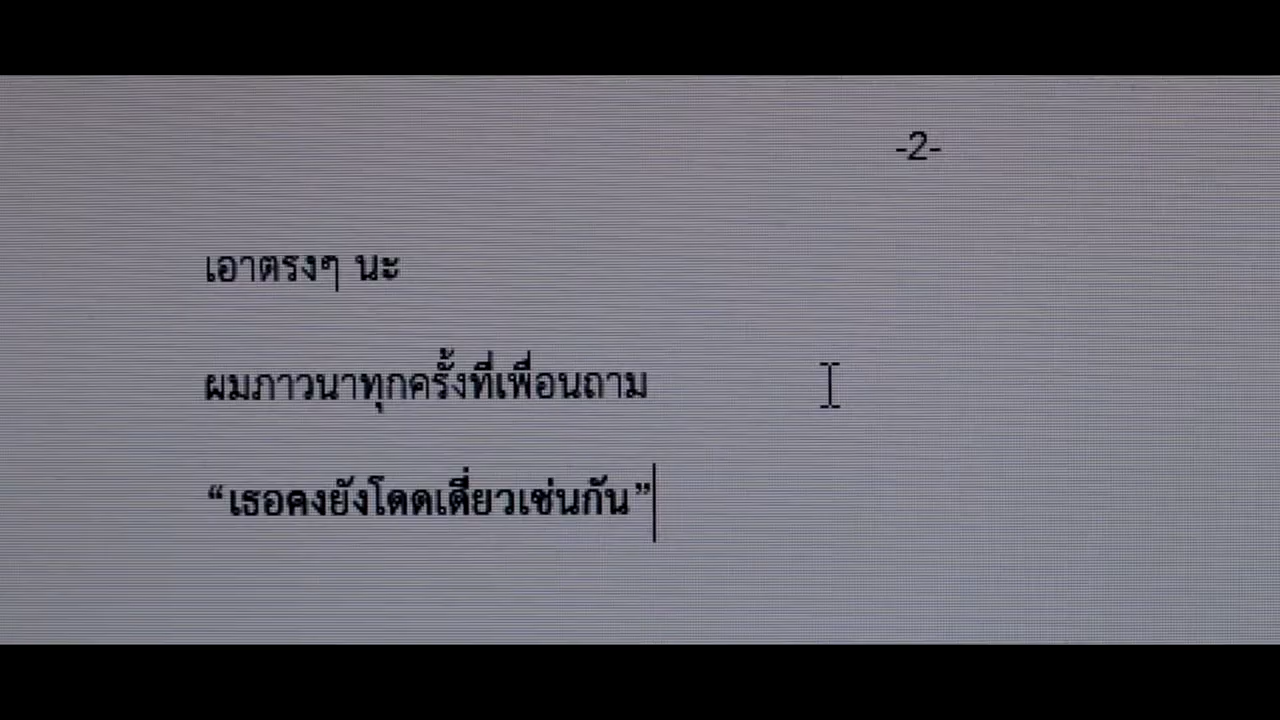 -2-
เอาตรงๆ นะ
ผมภาวนาทุกครั้งที่เพื่อนถาม
“เธอคงยังโดดเดี่ยวเช่นกัน”